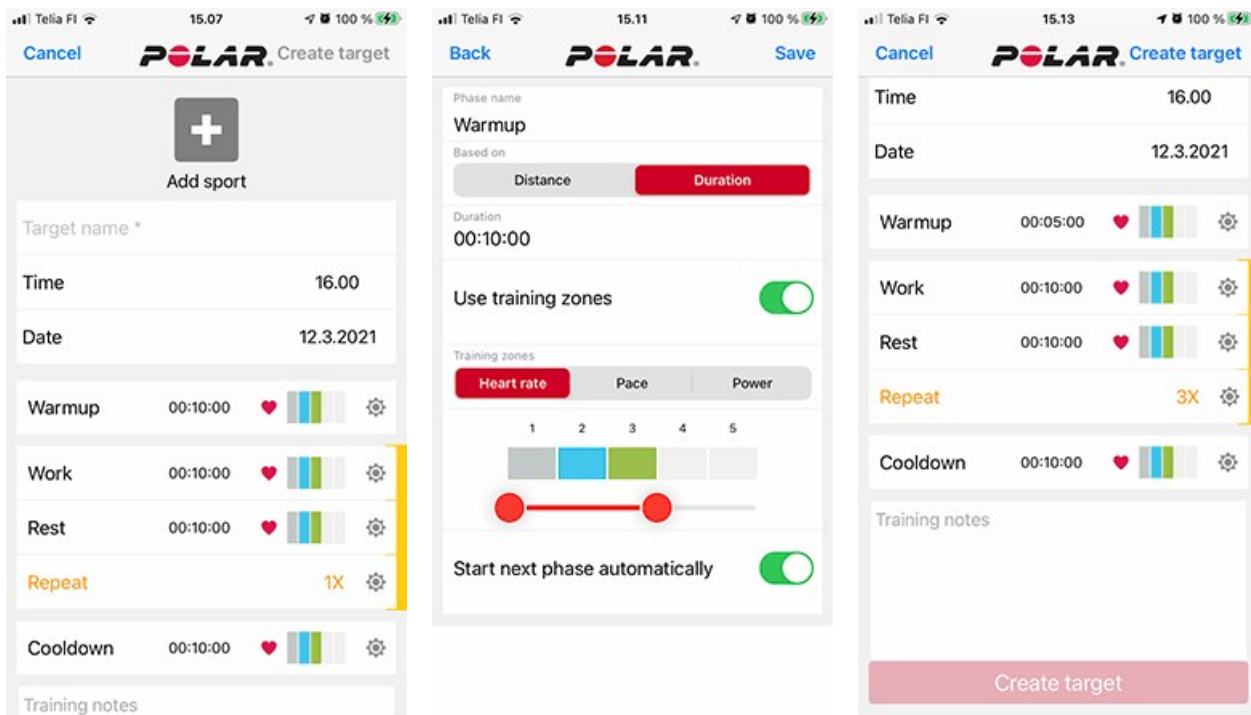 Telia FI 15.07 100 %
Cancel POLAR. Create target
Add sport
Target name *
Time 16.00
Date 12.3.2021
Warmup 00:10:00
Work 00:10:00
Rest 00:10:00
Repeat 1X
Cooldown 00:10:00
Training notes
Telia FI 15.11 100 %
Back POLAR. Save
Phase name
Warmup
Based on
Distance Duration
Duration
00:10:00
Use training zones
Training zones
Heart rate Pace Power
1 2 3 4 5
Start next phase automatically
Telia FI 15.13 100 %
Cancel POLAR. Create target
Time 16.00
Date 12.3.2021
Warmup 00:05:00
Work 00:10:00
Rest 00:10:00
Repeat 3X
Cooldown 00:10:00
Training notes
Create target